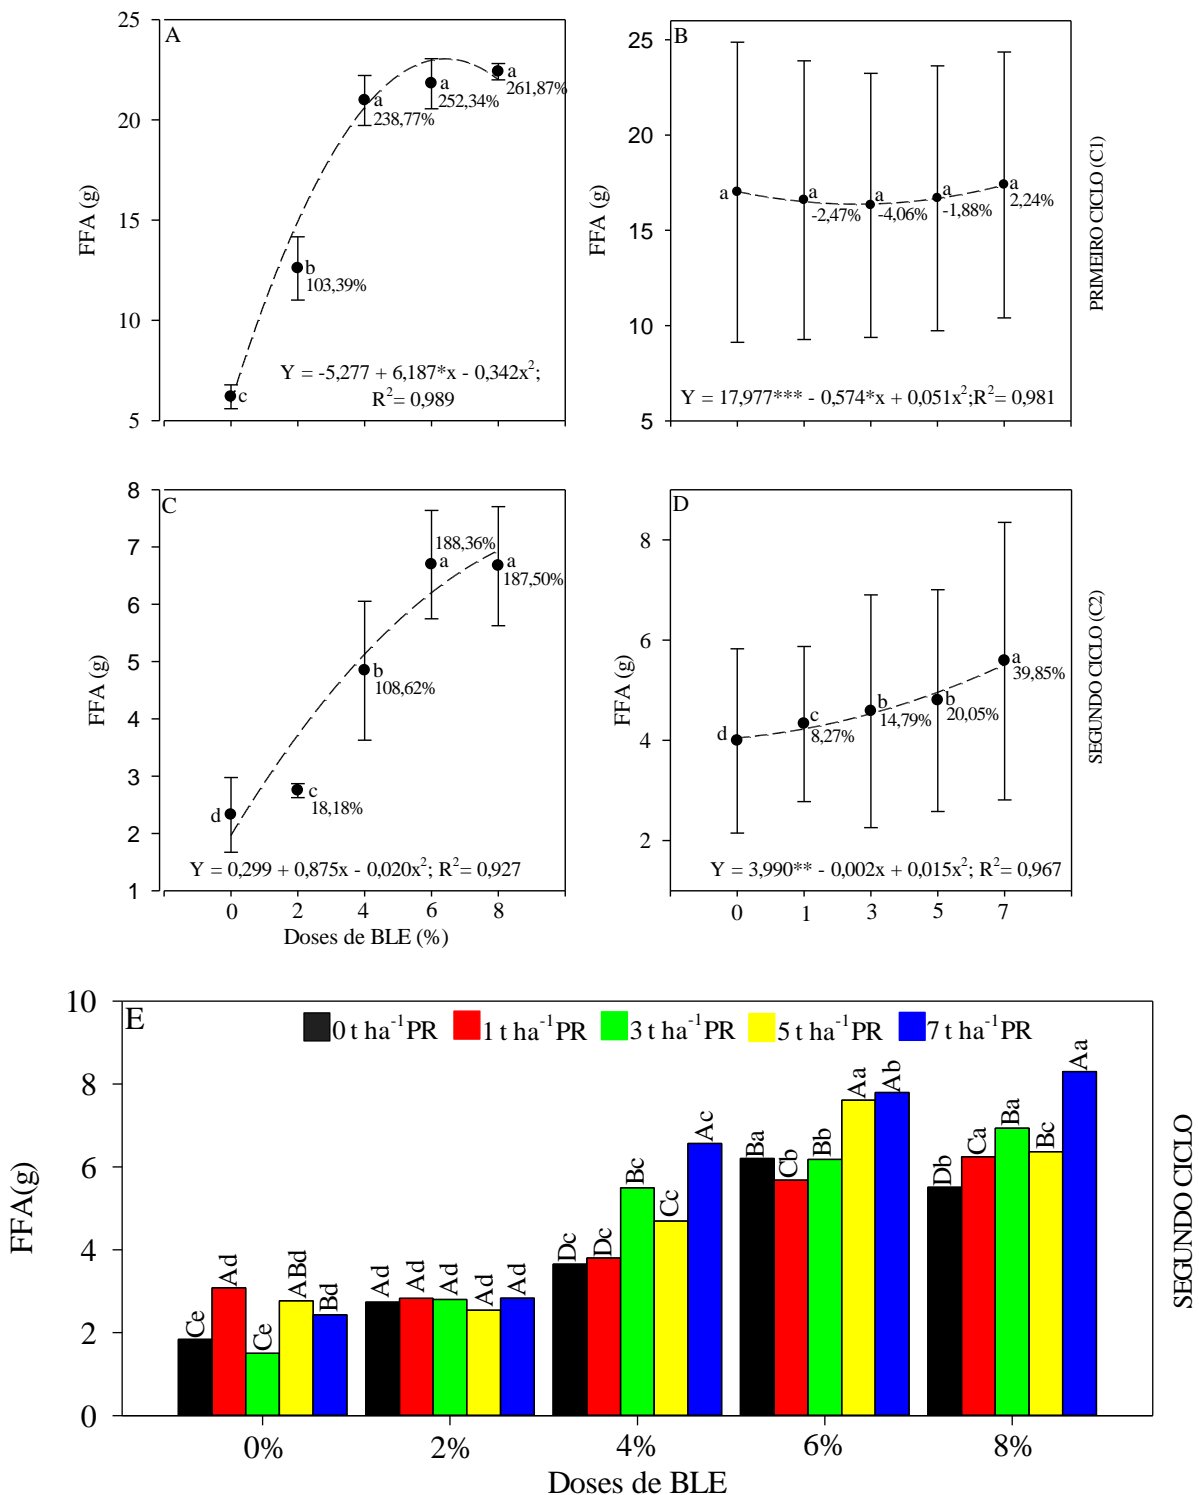 A
25
20
15
10
5
FFA (g)
a
261,87%
a
252,34%
a
238,77%
b
103,39%
c
Y = -5,277 + 6,187*x - 0,342x²;
R² = 0,989
B
25
20
15
10
5
FFA (g)
a
a
-2,47%
a
-4,06%
a
-1,88%
a
2,24%
Y = 17,977*** - 0,574*x + 0,051x²;R² = 0,981
PRIMEIRO CICLO (C1)
C
8
7
6
5
4
3
2
1
FFA (g)
188,36%
a
a
187,50%
b
108,62%
c
18,18%
d
Y = 0,299 + 0,875x - 0,020x²; R² = 0,927
0 2 4 6 8
Doses de BLE (%)
D
8
6
4
2
FFA (g)
a
39,85%
b
20,05%
b
14,79%
c
8,27%
d
Y = 3,990** - 0,002x + 0,015x²; R² = 0,967
0 1 3 5 7
SEGUNDO CICLO (C2)
E
0 t ha⁻¹PR 1 t ha⁻¹PR 3 t ha⁻¹PR 5 t ha⁻¹PR 7 t ha⁻¹PR
10
8
6
4
2
0
FFA(g)
Ce Ad Ce ABd Bd
Ad Ad Ad Ad Ad
Dc Dc Bc Cc Ac
Ba Cb Bb Aa Ab
Db Ca Ba Bc Aa
0% 2% 4% 6% 8%
Doses de BLE
SEGUNDO CICLO